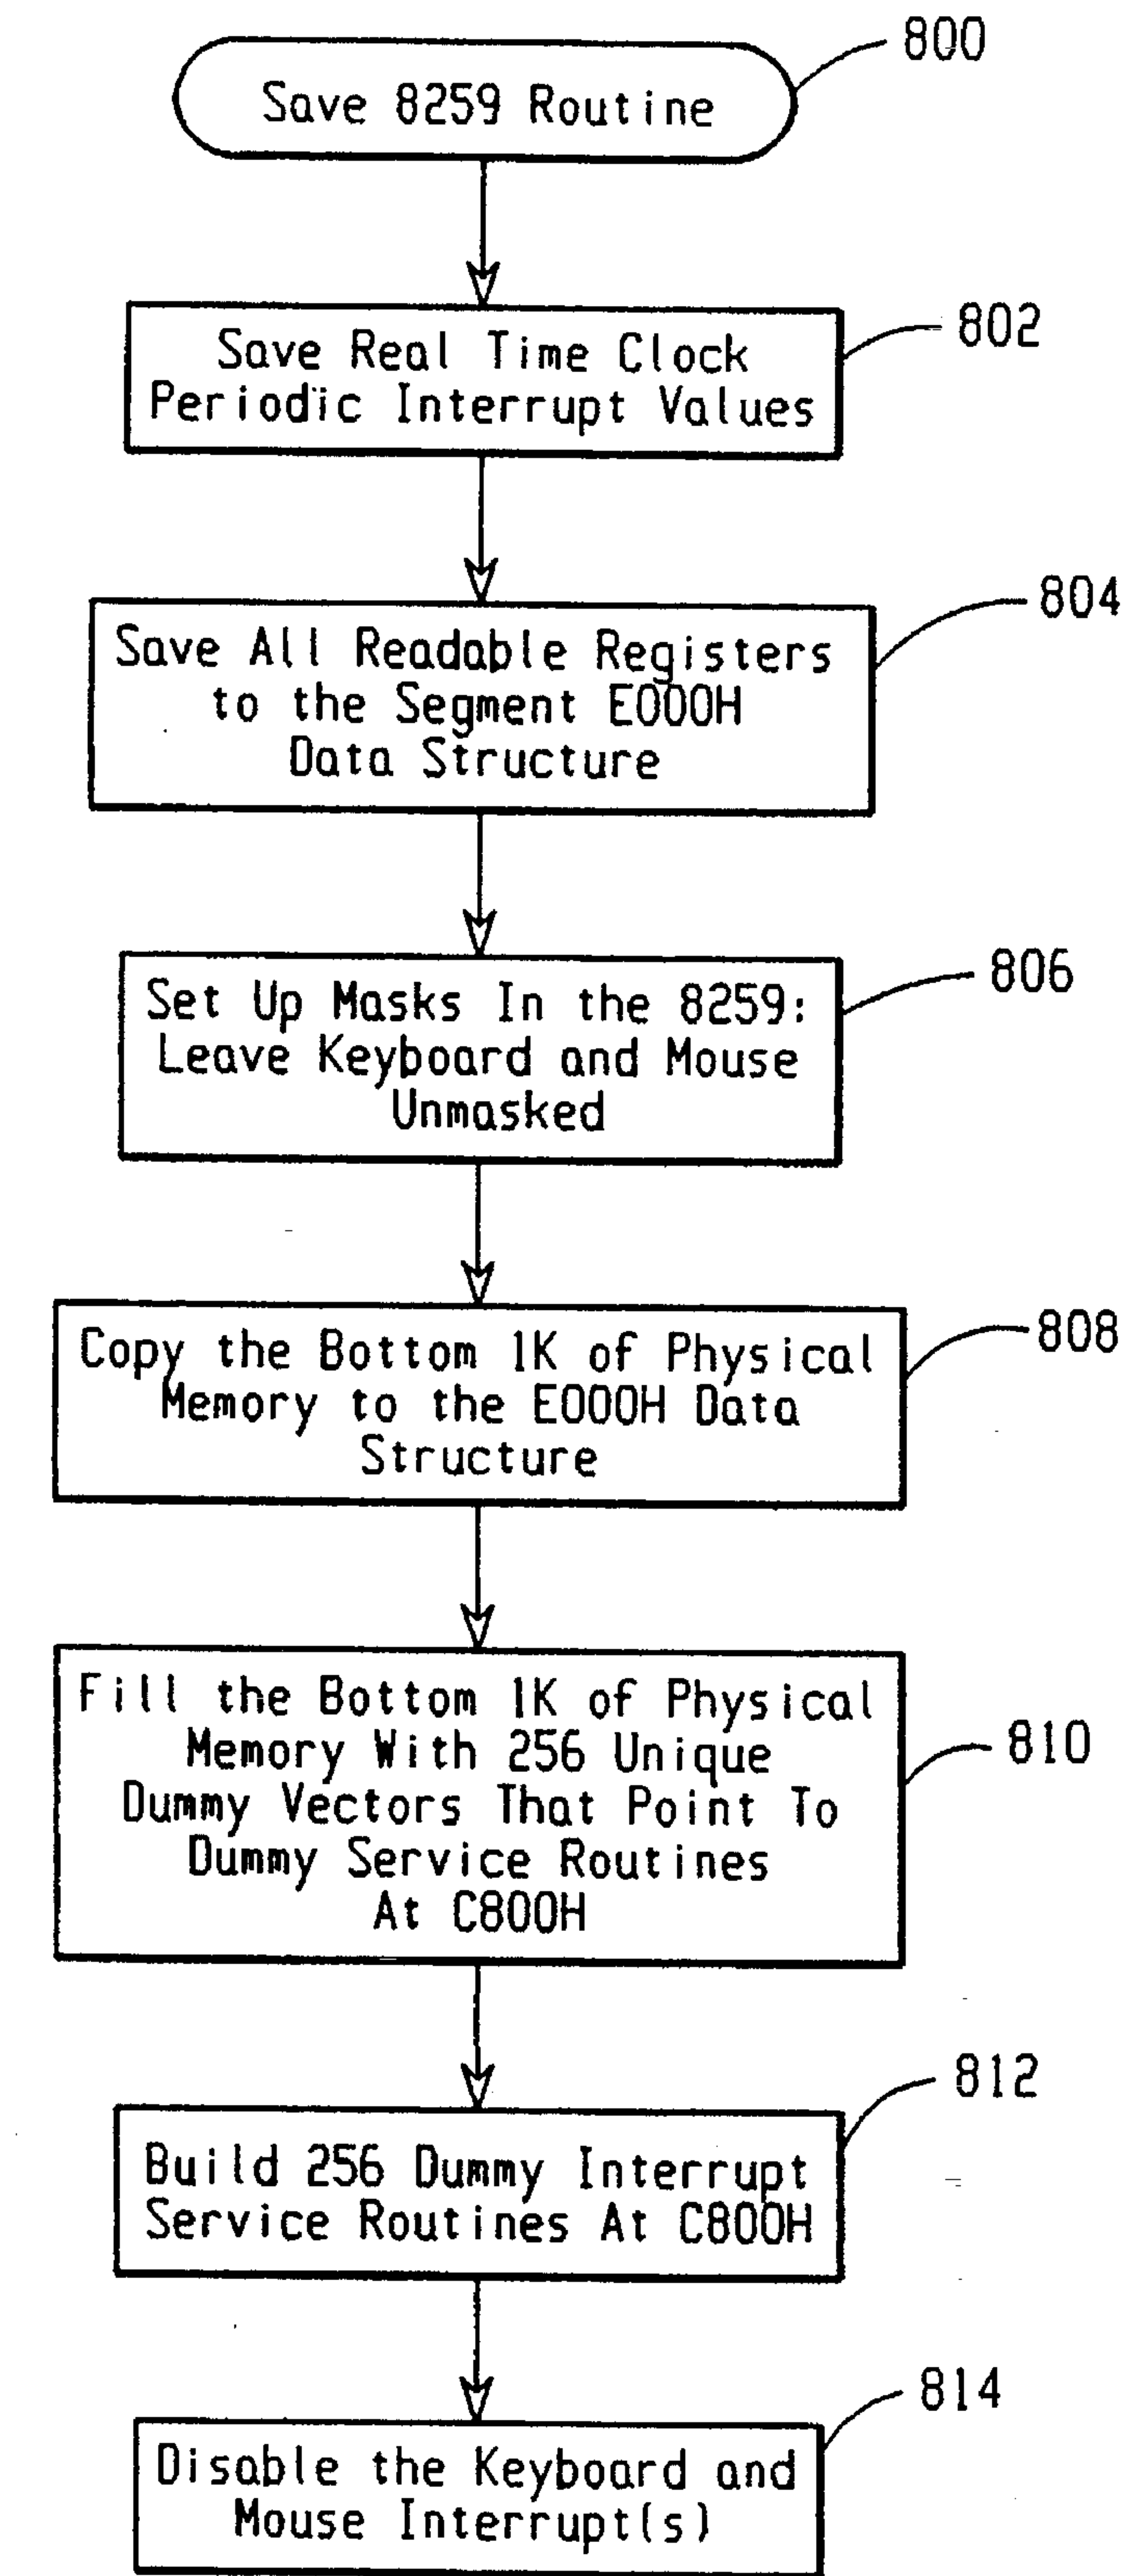 800
Save 8259 Routine
802
Save Real Time Clock
Periodic Interrupt Values
804
Save All Readable Registers
to the Segment E000H
Data Structure
806
Set Up Masks In the 8259:
Leave Keyboard and Mouse
Unmasked
808
Copy the Bottom 1K of Physical
Memory to the E000H Data
Structure
810
Fill the Bottom 1K of Physical
Memory With 256 Unique
Dummy Vectors That Point To
Dummy Service Routines
At C800H
812
Build 256 Dummy Interrupt
Service Routines At C800H
814
Disable the Keyboard and
Mouse Interrupt(s)